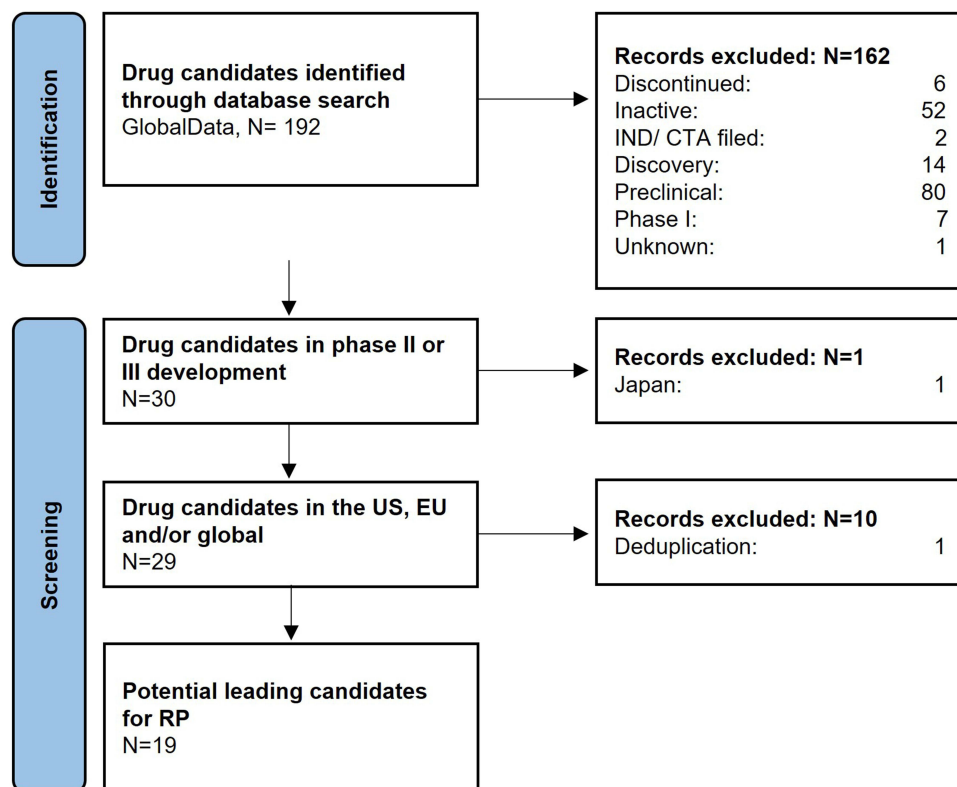 Identification
Drug candidates identified
through database search
GlobalData, N= 192
Records excluded: N=162
Discontinued: 6
Inactive: 52
IND/ CTA filed: 2
Discovery: 14
Preclinical: 80
Phase I: 7
Unknown: 1
Screening
Drug candidates in phase II or
III development
N=30
Records excluded: N=1
Japan: 1
Drug candidates in the US, EU
and/or global
N=29
Records excluded: N=10
Deduplication: 1
Potential leading candidates
for RP
N=19